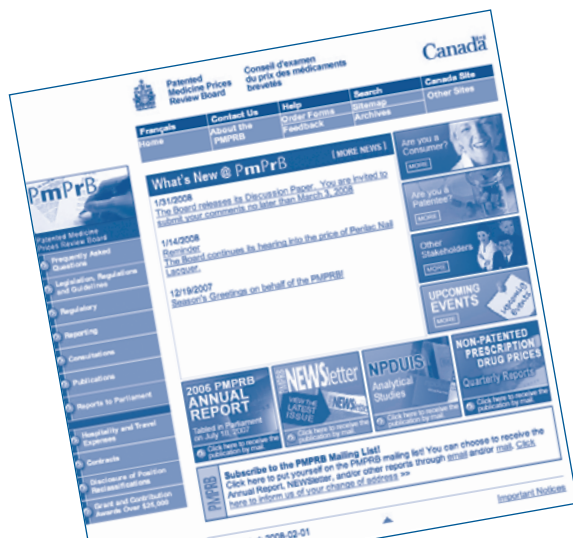 Patented
Medicine Prices
Review Board
Conseil d'examen
du prix des médicaments
brevetés
Canada
Français
Contact Us
Help
Search
Canada Site
Home
About the
PMPRB
Order Forms
Feedback
Sitemap
Archives
Other Sites
PmPrB
Patented Medicine
Prices Review Board
Frequently Asked
Questions
Legislation, Regulations
and Guidelines
Regulatory
Reporting
Consultations
Publications
Reports to Parliament
Hospitality and Travel
Expenses
Contracts
Disclosure of Position
Reclassifications
Grant and Contribution
Awards Over $25,000
What's New @ PmPrB
[ MORE NEWS ]
1/31/2008
The Board releases its Discussion Paper. You are invited to
submit your comments no later than March 3, 2008
1/14/2008
Reminder
The Board continues its hearing into the price of Penlac Nail
Lacquer.
12/19/2007
Season's Greetings on behalf of the PMPRB!
Are you a
Consumer?
MORE
Are you a
Patentee?
MORE
Other
Stakeholders
MORE
UPCOMING
EVENTS
MORE
Upcoming
Events
2006 PMPRB
ANNUAL
REPORT
Tabled in Parliament
on July 10, 2007
Click here to receive the
publication by mail.
PMPRB
NEWSletter
VIEW THE
LATEST
ISSUE!
NEWSletter
Click here to receive the
publication by mail.
NPDUIS
Analytical
Studies
Click here to receive the
publication by mail.
NON-PATENTED
PRESCRIPTION
DRUG PRICES
Quarterly Reports
Click here to receive the
publication by mail.
PMPRB
Subscribe to the PMPRB Mailing List!
Click here to put yourself on the PMPRB mailing list! You can choose to receive the
Annual Report, NEWSletter, and/or other reports through email and/or mail. Click
here to inform us of your change of address >>
2008-02-01
Important Notices